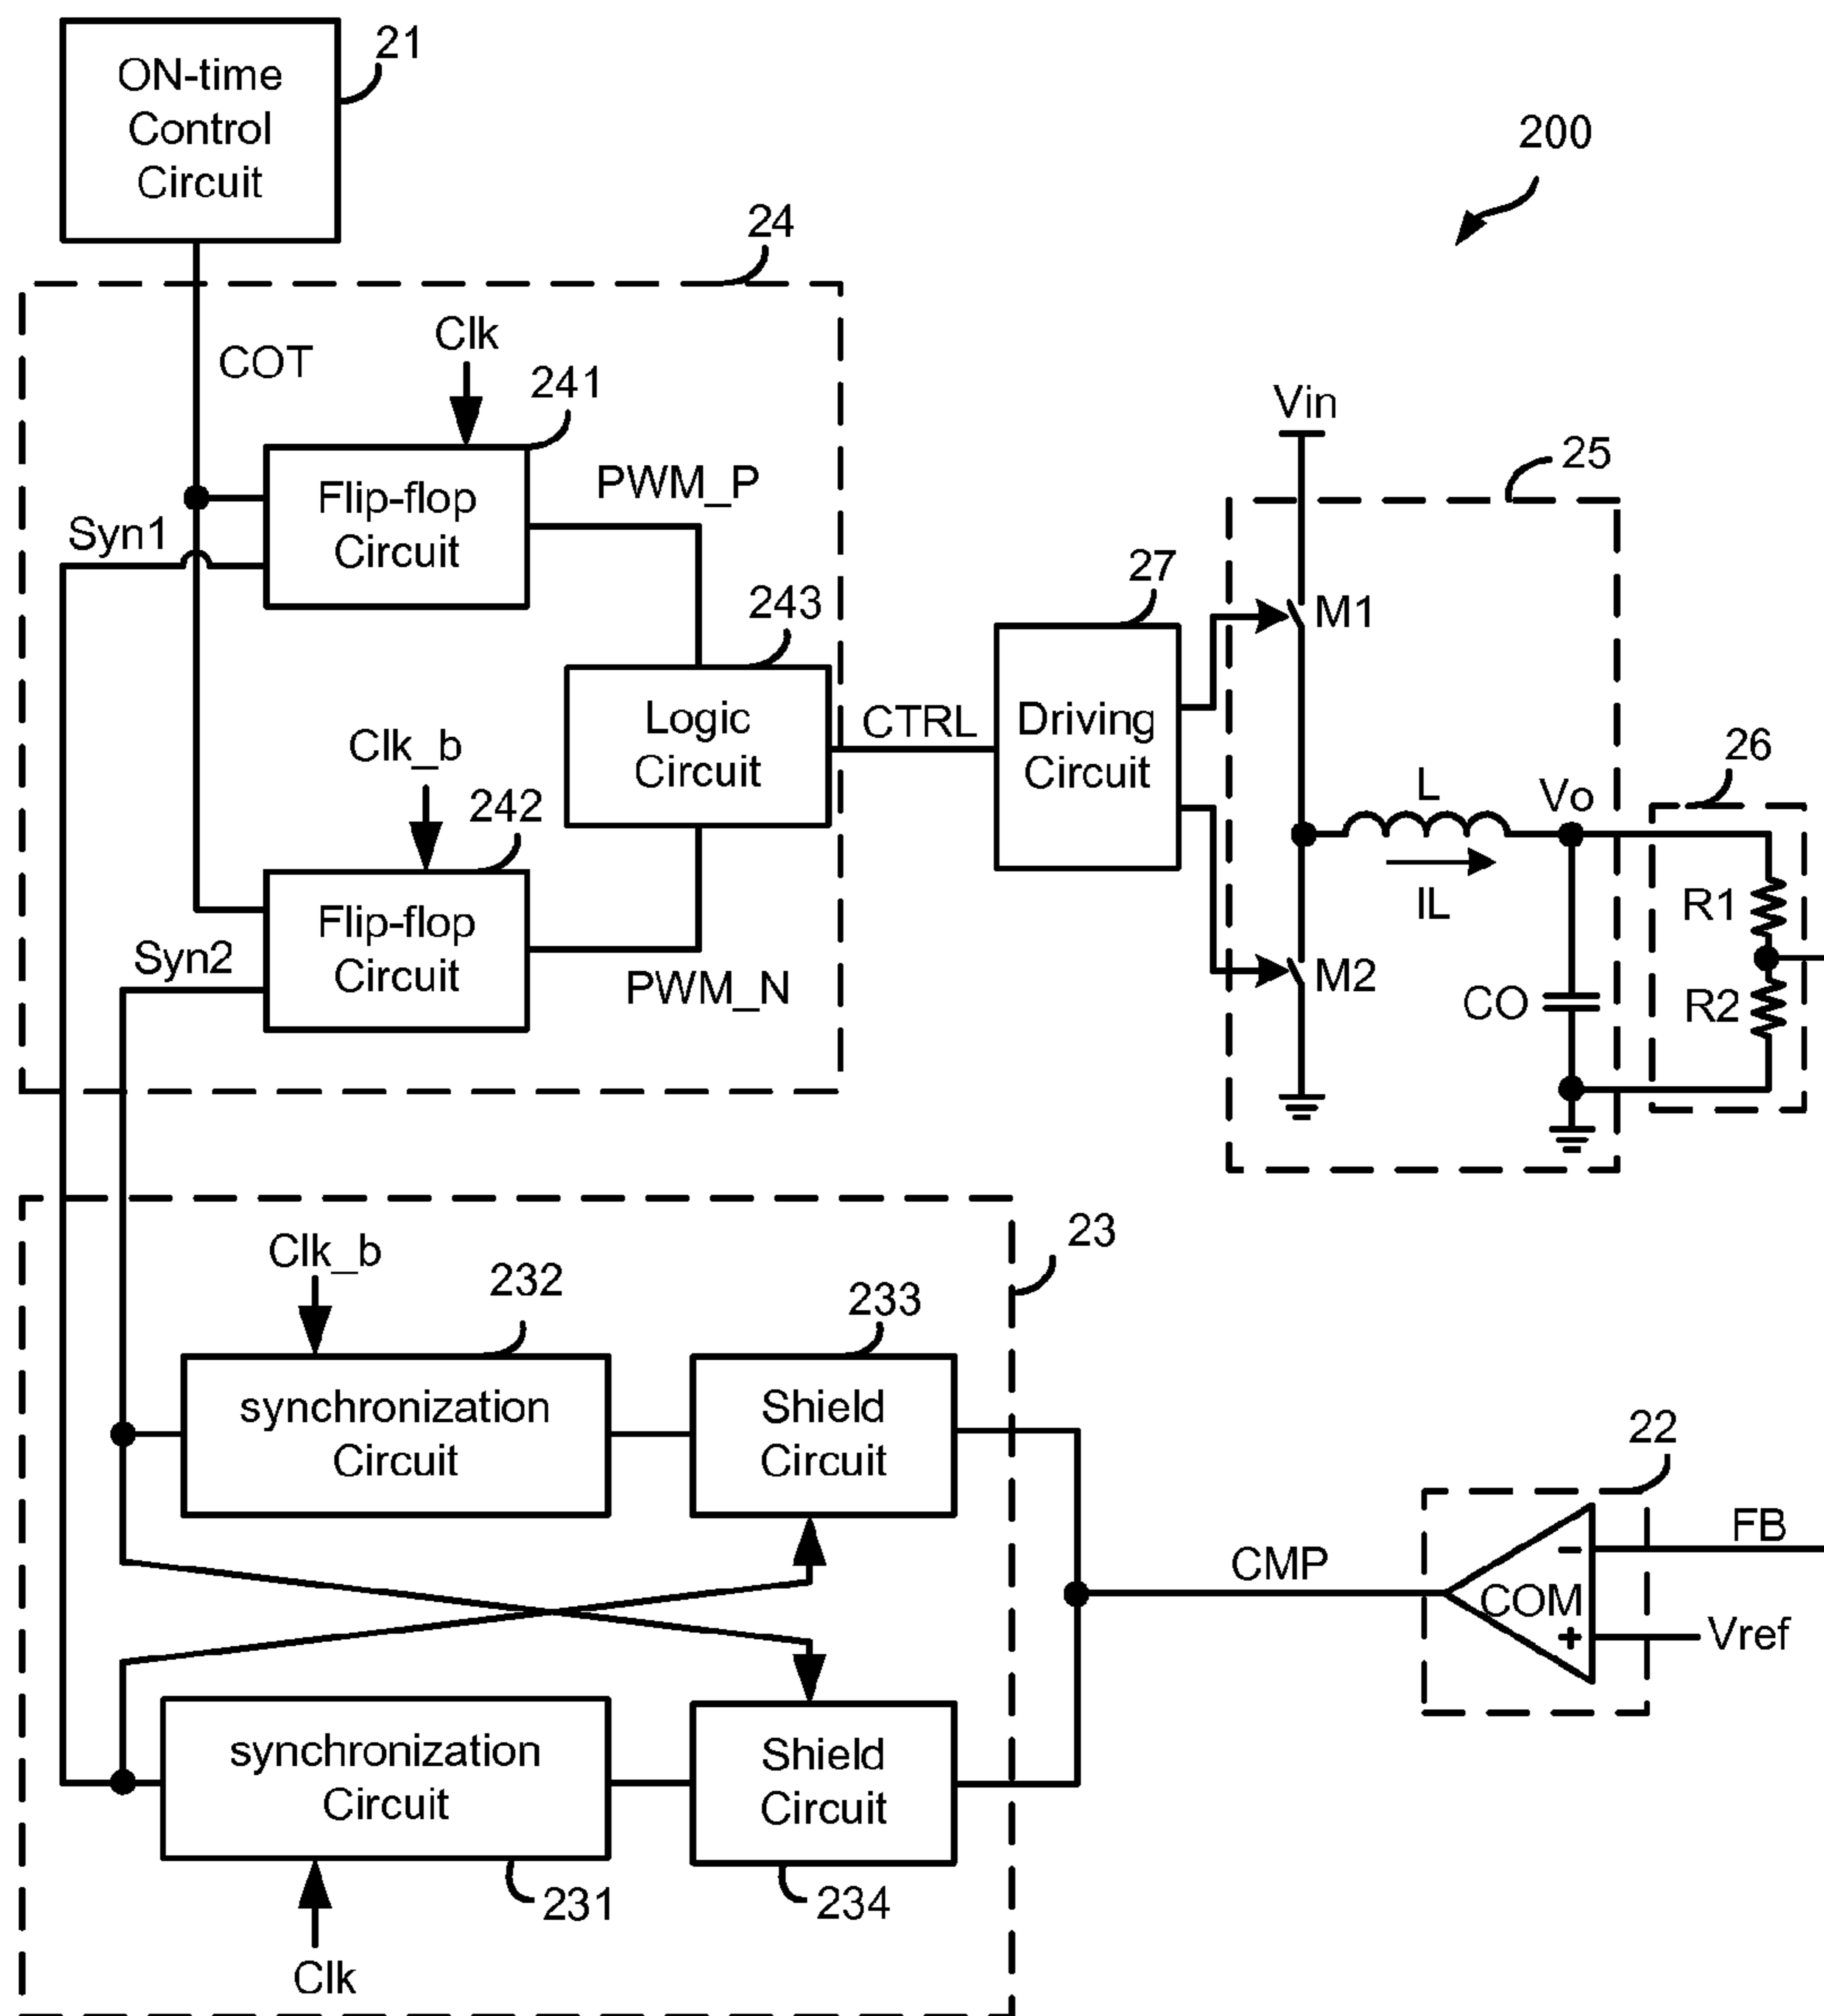 21
ON-time
Control
Circuit
200
24
COT
Clk
241
Flip-flop
Circuit
PWM_P
Syn1
Vin
25
27
M1
243
Logic
Circuit
CTRL
Driving
Circuit
Clk_b
242
Flip-flop
Circuit
Syn2
PWM_N
L
IL
Vo
26
R1
R2
M2
CO
Clk_b
232
233
23
synchronization
Circuit
Shield
Circuit
22
FB
CMP
-
COM
+
Vref
synchronization
Circuit
Shield
Circuit
231
234
Clk